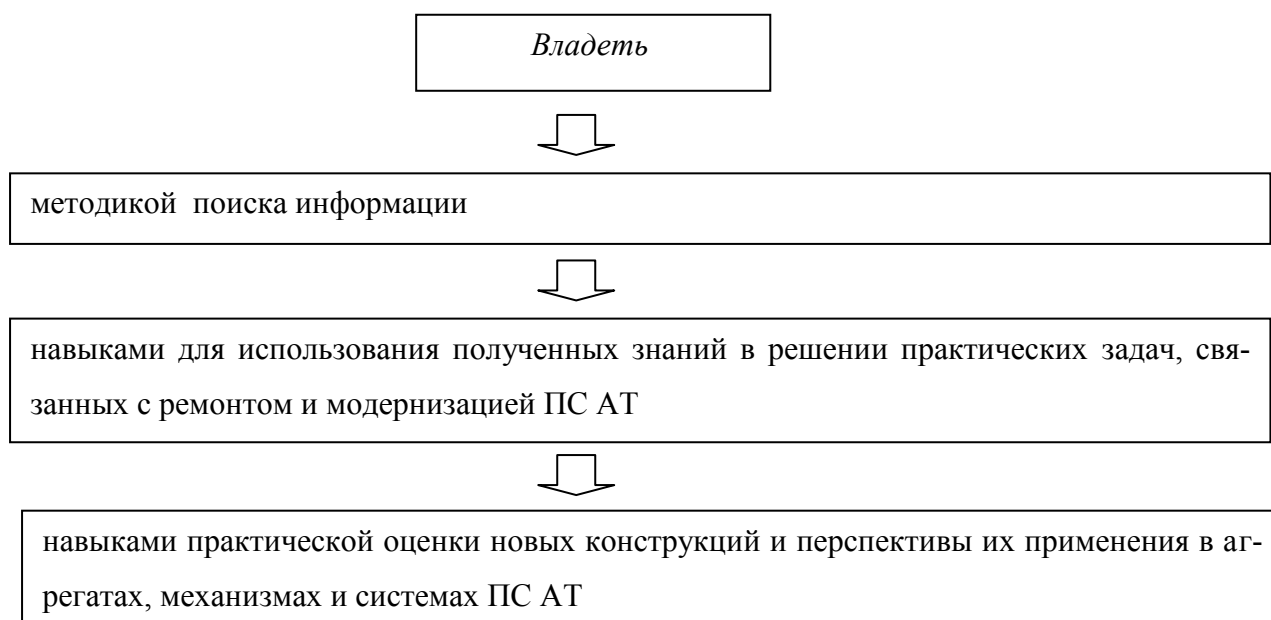 Владеть
методикой поиска информации
навыками для использования полученных знаний в решении практических задач, свя-
занных с ремонтом и модернизацией ПС АТ
навыками практической оценки новых конструкций и перспективы их применения в аг-
регатах, механизмах и системах ПС АТ